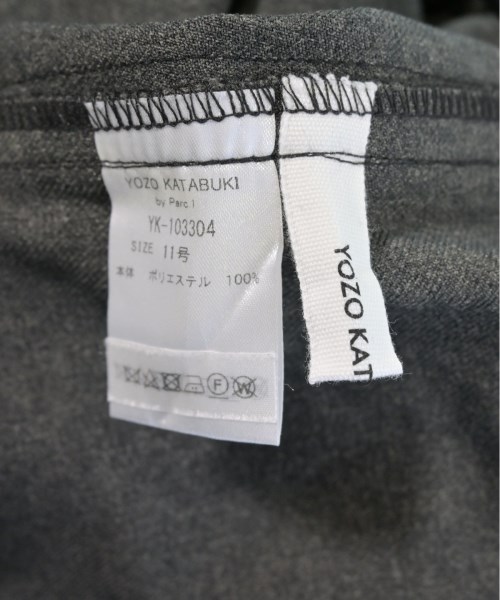 YOZO KATABUKI
by Parc1
YK-103304
SIZE 11号
本体 ポリエステル 100%
F W
YOZO KAT